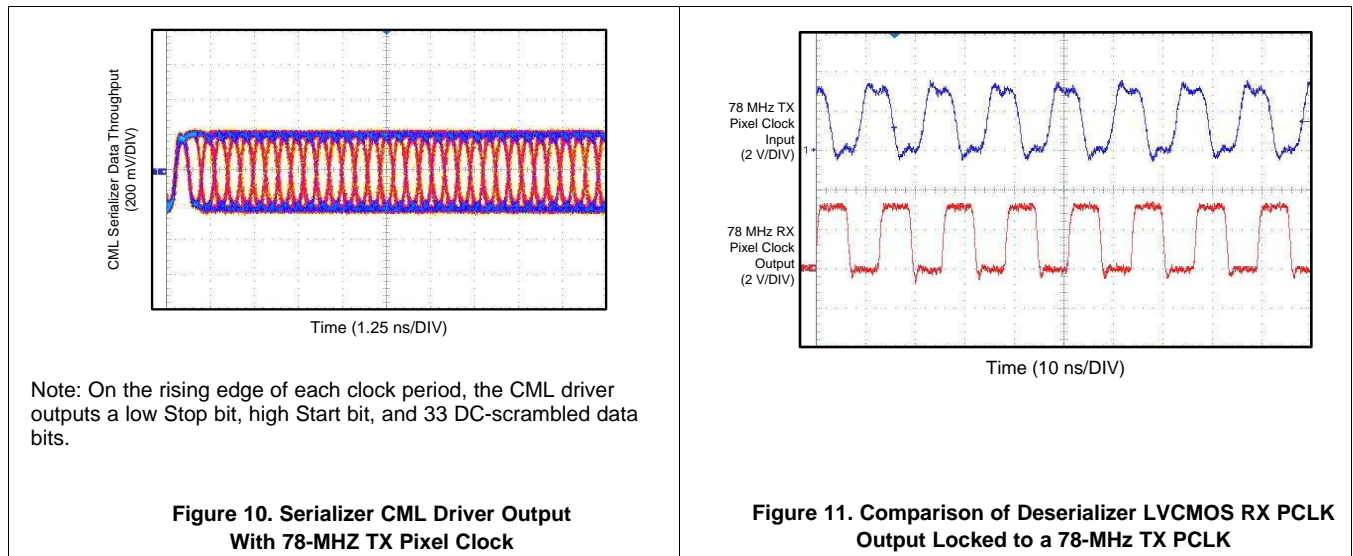 CML Serializer Data Throughput
(200 mV/DIV)
Time (1.25 ns/DIV)
Note: On the rising edge of each clock period, the CML driver
outputs a low Stop bit, high Start bit, and 33 DC-scrambled data
bits.
Figure 10. Serializer CML Driver Output
With 78-MHZ TX Pixel Clock
78 MHz TX
Pixel Clock
Input
(2 V/DIV)
78 MHz RX
Pixel Clock
Output
(2 V/DIV)
Time (10 ns/DIV)
Figure 11. Comparison of Deserializer LVCMOS RX PCLK
Output Locked to a 78-MHz TX PCLK